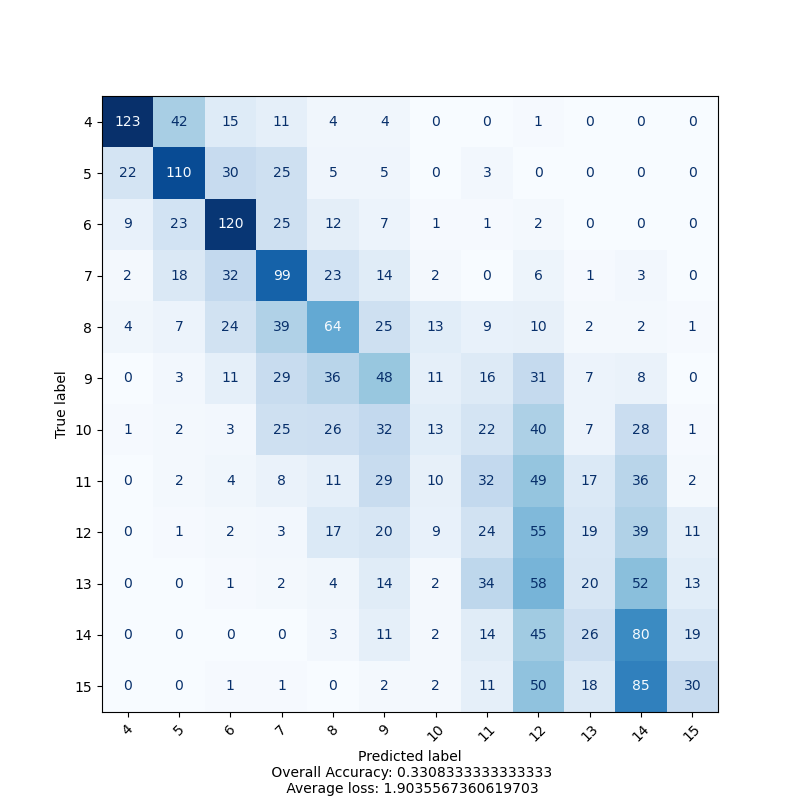 4 123 42 15 11 4 4 0 0 1 0 0 0
5 22 110 30 25 5 5 0 3 0 0 0 0
6 9 23 120 25 12 7 1 1 2 0 0 0
7 2 18 32 99 23 14 2 0 6 1 3 0
8 4 7 24 39 64 25 13 9 10 2 2 1
9 0 3 11 29 36 48 11 16 31 7 8 0
True label
10 1 2 3 25 26 32 13 22 40 7 28 1
11 0 2 4 8 11 29 10 32 49 17 36 2
12 0 1 2 3 17 20 9 24 55 19 39 11
13 0 0 1 2 4 14 2 34 58 20 52 13
14 0 0 0 0 3 11 2 14 45 26 80 19
15 0 0 1 1 0 2 2 11 50 18 85 30
4 5 6 7 8 9 10 11 12 13 14 15
Predicted label
Overall Accuracy: 0.3308333333333333
Average loss: 1.9035567360619703